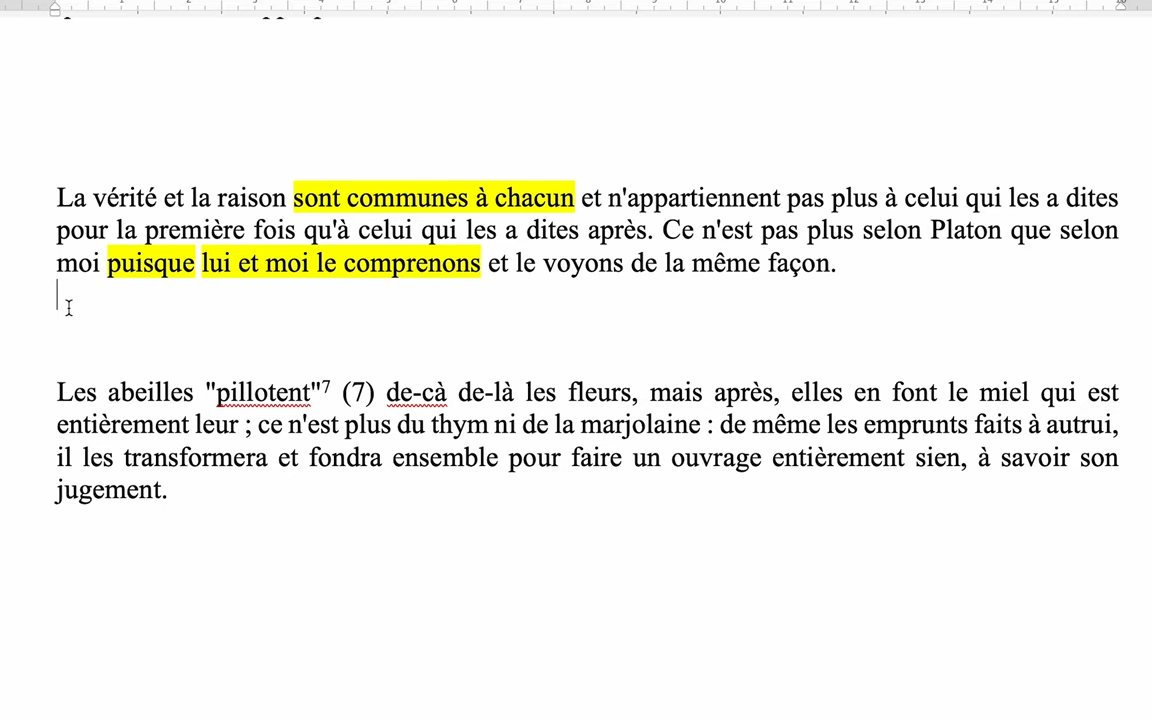 La vérité et la raison sont communes à chacun et n'appartiennent pas plus à celui qui les a dites
pour la première fois qu'à celui qui les a dites après. Ce n'est pas plus selon Platon que selon
moi puisque lui et moi le comprenons et le voyons de la même façon.
Les abeilles "pillotent"⁷ (7) de-cà de-là les fleurs, mais après, elles en font le miel qui est
entièrement leur ; ce n'est plus du thym ni de la marjolaine : de même les emprunts faits à autrui,
il les transformera et fondra ensemble pour faire un ouvrage entièrement sien, à savoir son
jugement.